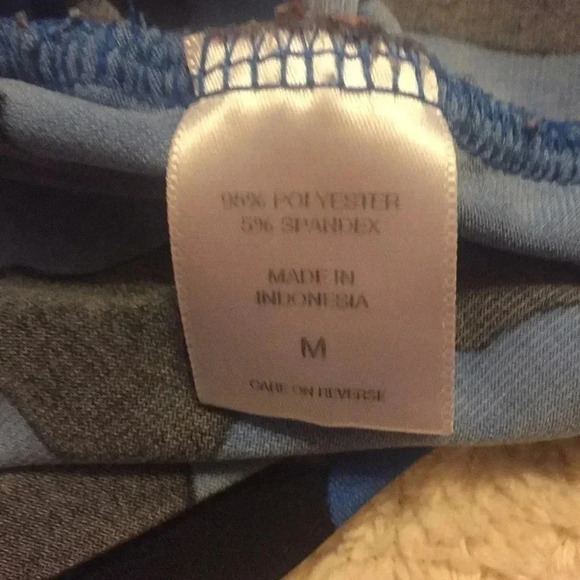 95% POLYESTER
5% SPANDEX
MADE IN
INDONESIA
M
CARE ON REVERSE